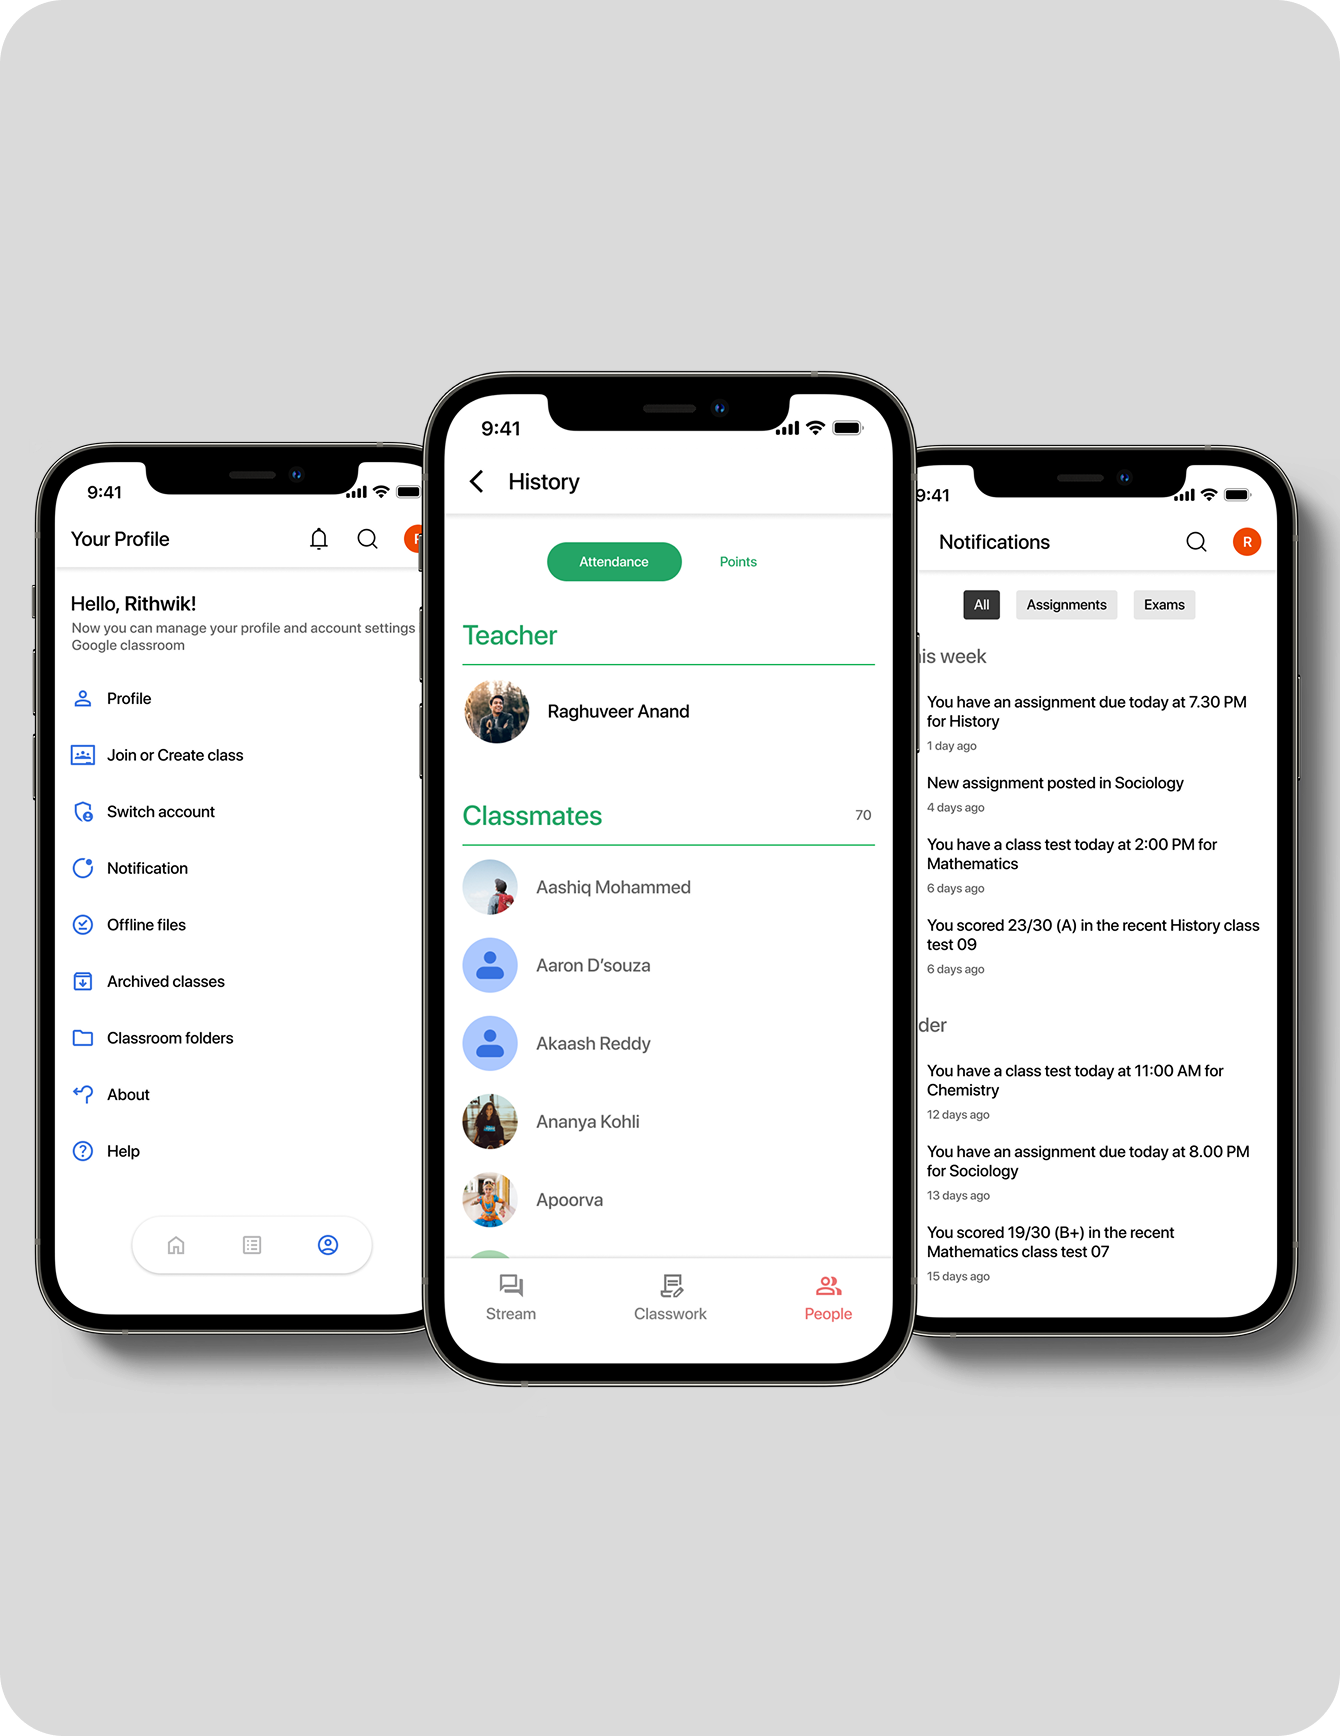 9:41
Your Profile
Hello, Rithwik!
Now you can manage your profile and account settings
Google classroom
Profile
Join or Create class
Switch account
Notification
Offline files
Archived classes
Classroom folders
About
Help
9:41
History
Attendance
Points
Teacher
Raghuveer Anand
Classmates
70
Aashiq Mohammed
Aaron D'souza
Akaash Reddy
Ananya Kohli
Apoorva
Stream
Classwork
People
9:41
Notifications
R
All
Assignments
Exams
is week
You have an assignment due today at 7.30 PM
for History
1 day ago
New assignment posted in Sociology
4 days ago
You have a class test today at 2:00 PM for
Mathematics
6 days ago
You scored 23/30 (A) in the recent History class
test 09
6 days ago
der
You have a class test today at 11:00 AM for
Chemistry
12 days ago
You have an assignment due today at 8.00 PM
for Sociology
13 days ago
You scored 19/30 (B+) in the recent
Mathematics class test 07
15 days ago